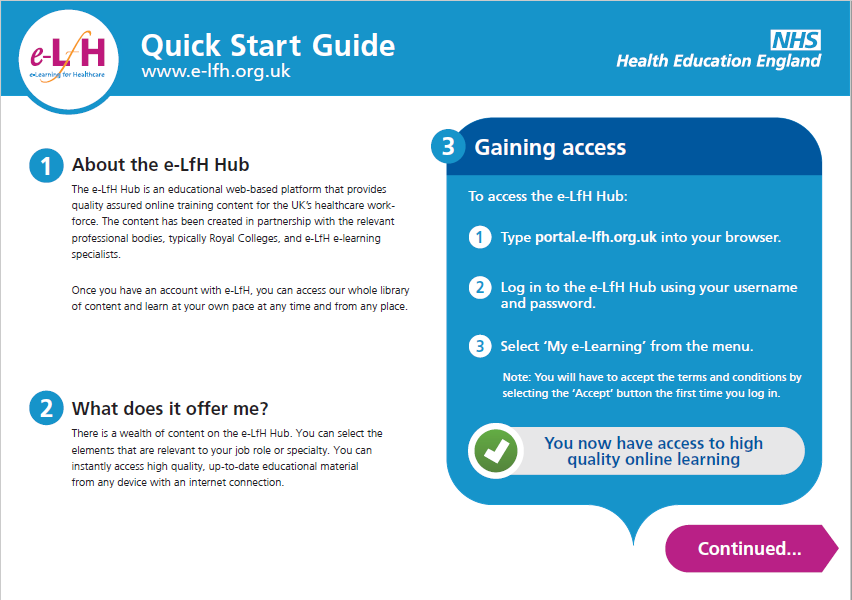 e-LfH
e-Learning for Healthcare
Quick Start Guide
www.e-lfh.org.uk
NHS
Health Education England
1
About the e-LfH Hub
The e-LfH Hub is an educational web-based platform that provides
quality assured online training content for the UK's healthcare work-
force. The content has been created in partnership with the relevant
professional bodies, typically Royal Colleges, and e-LfH e-learning
specialists.
Once you have an account with e-LfH, you can access our whole library
of content and learn at your own pace at any time and from any place.
2
What does it offer me?
There is a wealth of content on the e-LfH Hub. You can select the
elements that are relevant to your job role or specialty. You can
instantly access high quality, up-to-date educational material
from any device with an internet connection.
3
Gaining access
To access the e-LfH Hub:
1 Type portal.e-lfh.org.uk into your browser.
2 Log in to the e-LfH Hub using your username
and password.
3 Select ‘My e-Learning’ from the menu.
Note: You will have to accept the terms and conditions by
selecting the ‘Accept’ button the first time you log in.
You now have access to high
quality online learning
Continued...